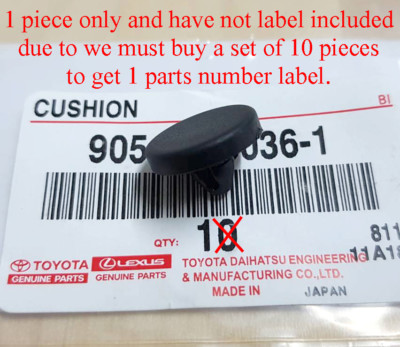 1 piece only and have not label included
due to we must buy a set of 10 pieces
to get 1 parts number label.
CUSHION
BI
905 036-1
QTY: 10
811
11A18
TOYOTA LEXUS TOYOTA DAIHATSU ENGINEERING
GENUINE PARTS GENUINE PARTS & MANUFACTURING CO.,LTD.
MADE IN JAPAN